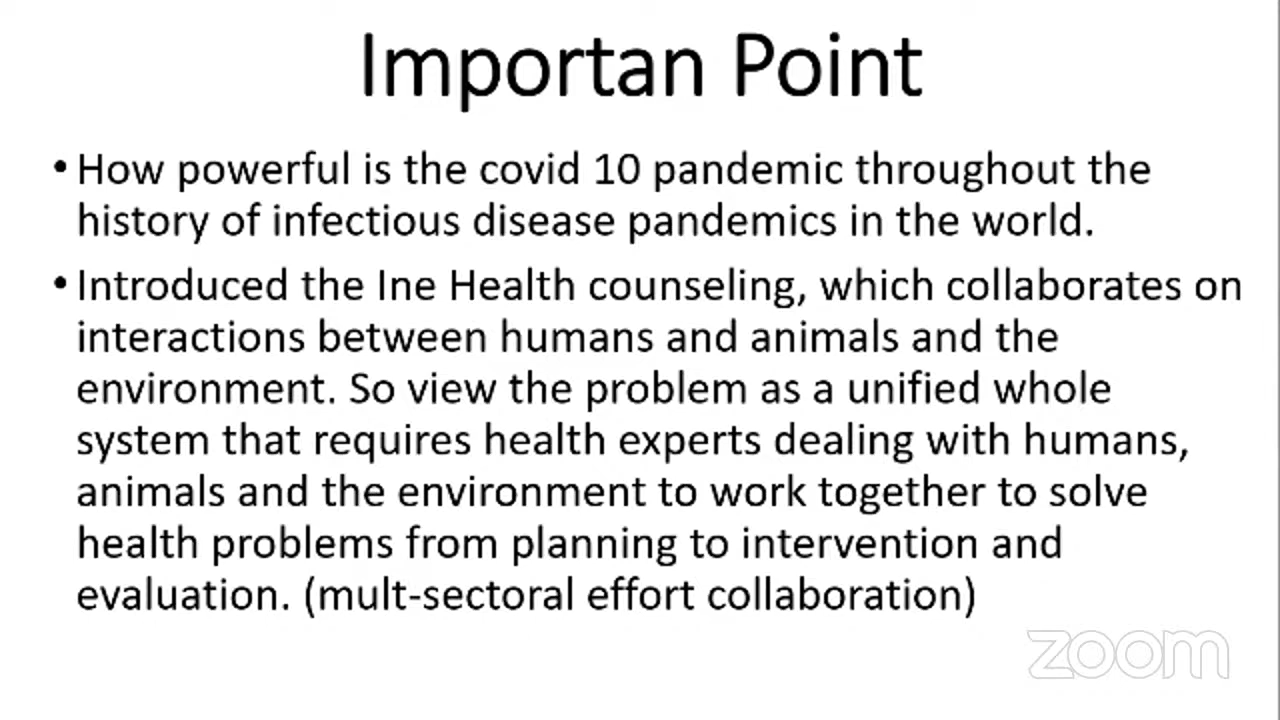 Importan Point
• How powerful is the covid 10 pandemic throughout the
history of infectious disease pandemics in the world.
• Introduced the Ine Health counseling, which collaborates on
interactions between humans and animals and the
environment. So view the problem as a unified whole
system that requires health experts dealing with humans,
animals and the environment to work together to solve
health problems from planning to intervention and
evaluation. (mult-sectoral effort collaboration)
zoom